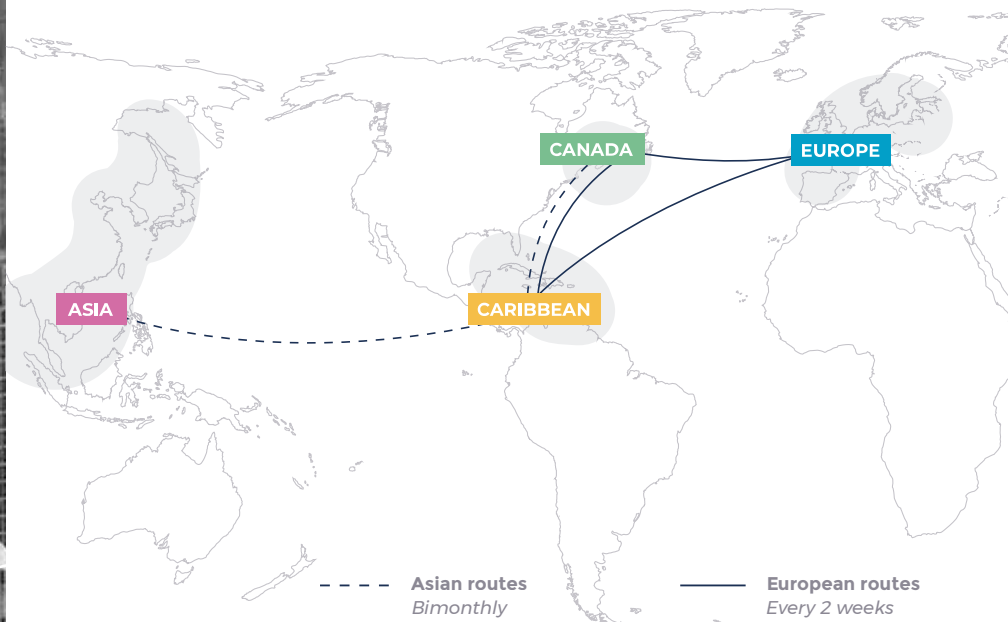 CANADA
EUROPE
ASIA
CARIBBEAN
Asian routes
Bimonthly
European routes
Every 2 weeks